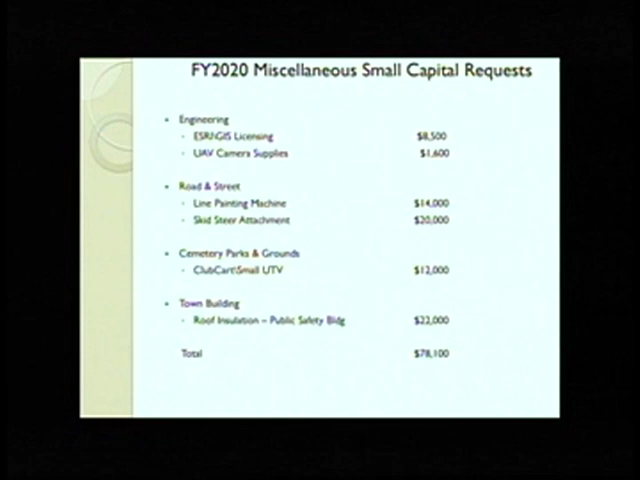 FY2020 Miscellaneous Small Capital Requests
• Engineering
◦ ESRI\GIS Licensing $8,500
◦ UAV Camera Supplies $1,600
• Road & Street
◦ Line Painting Machine $14,000
◦ Skid Steer Attachment $20,000
• Cemetery Parks & Grounds
◦ ClubCart\Small UTV $12,000
• Town Building
◦ Roof Insulation – Public Safety Bldg $22,000
Total $78,100